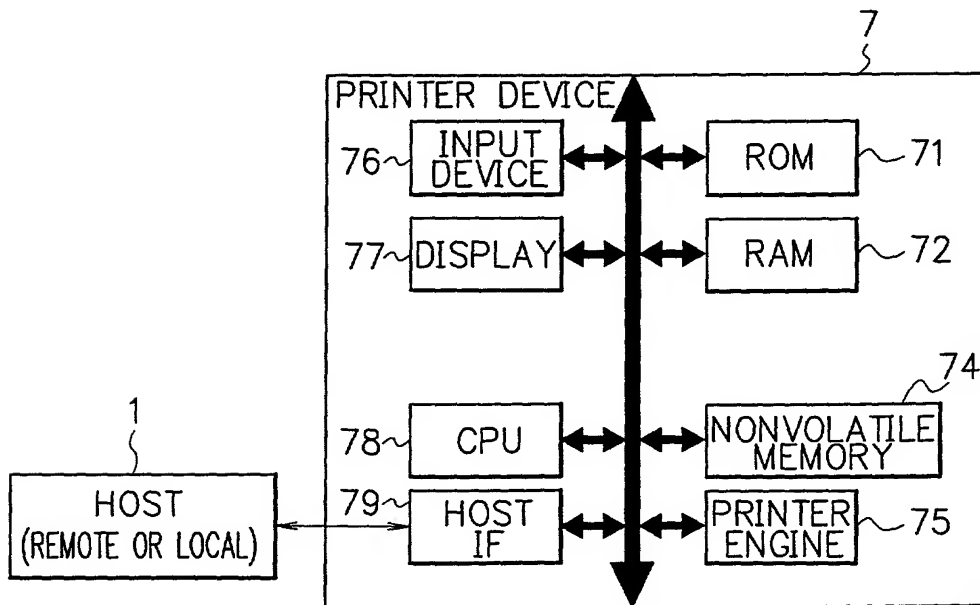 7
PRINTER DEVICE
76
INPUT
DEVICE
ROM
71
77
DISPLAY
RAM
72
74
1
78
CPU
NONVOLATILE
MEMORY
HOST
(REMOTE OR LOCAL)
79
HOST
IF
PRINTER
ENGINE
75